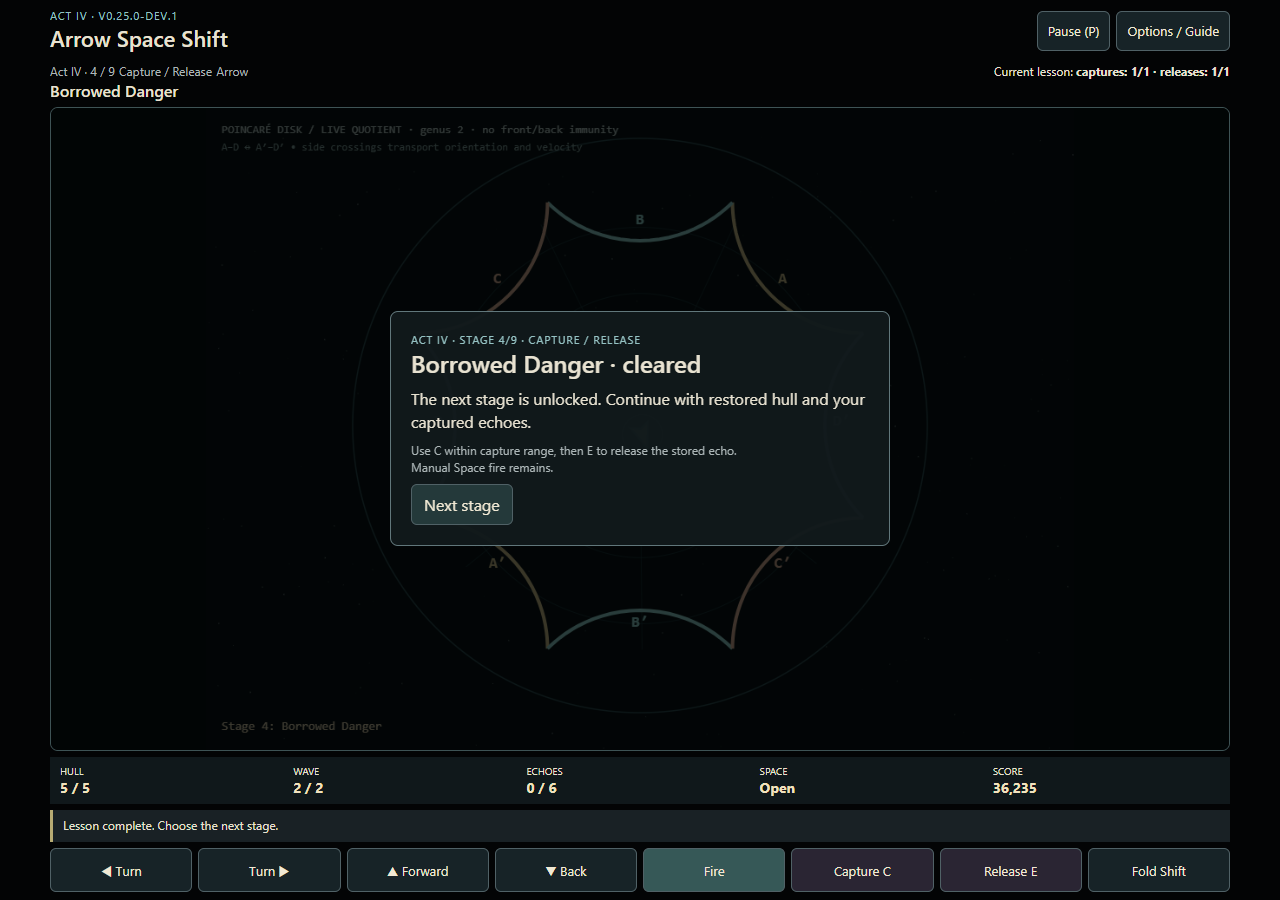 ACT IV · V0.25.0-DEV.1
Arrow Space Shift
Pause (P)
Options / Guide
Act IV · 4 / 9 Capture / Release Arrow
Current lesson: captures: 1/1 · releases: 1/1
Borrowed Danger
POINCARÉ DISK / LIVE QUOTIENT · genus 2 · no front/back immunity
A–D ⇔ A′–D′ • side crossings transport orientation and velocity
B
C
A
ACT IV · STAGE 4/9 · CAPTURE / RELEASE
Borrowed Danger · cleared
The next stage is unlocked. Continue with restored hull and your
captured echoes.
Use C within capture range, then E to release the stored echo.
Manual Space fire remains.
Next stage
A′
C′
B′
Stage 4: Borrowed Danger
HULL
5 / 5
WAVE
2 / 2
ECHOES
0 / 6
SPACE
Open
SCORE
36,235
Lesson complete. Choose the next stage.
◀ Turn
Turn ▶
▲ Forward
▼ Back
Fire
Capture C
Release E
Fold Shift